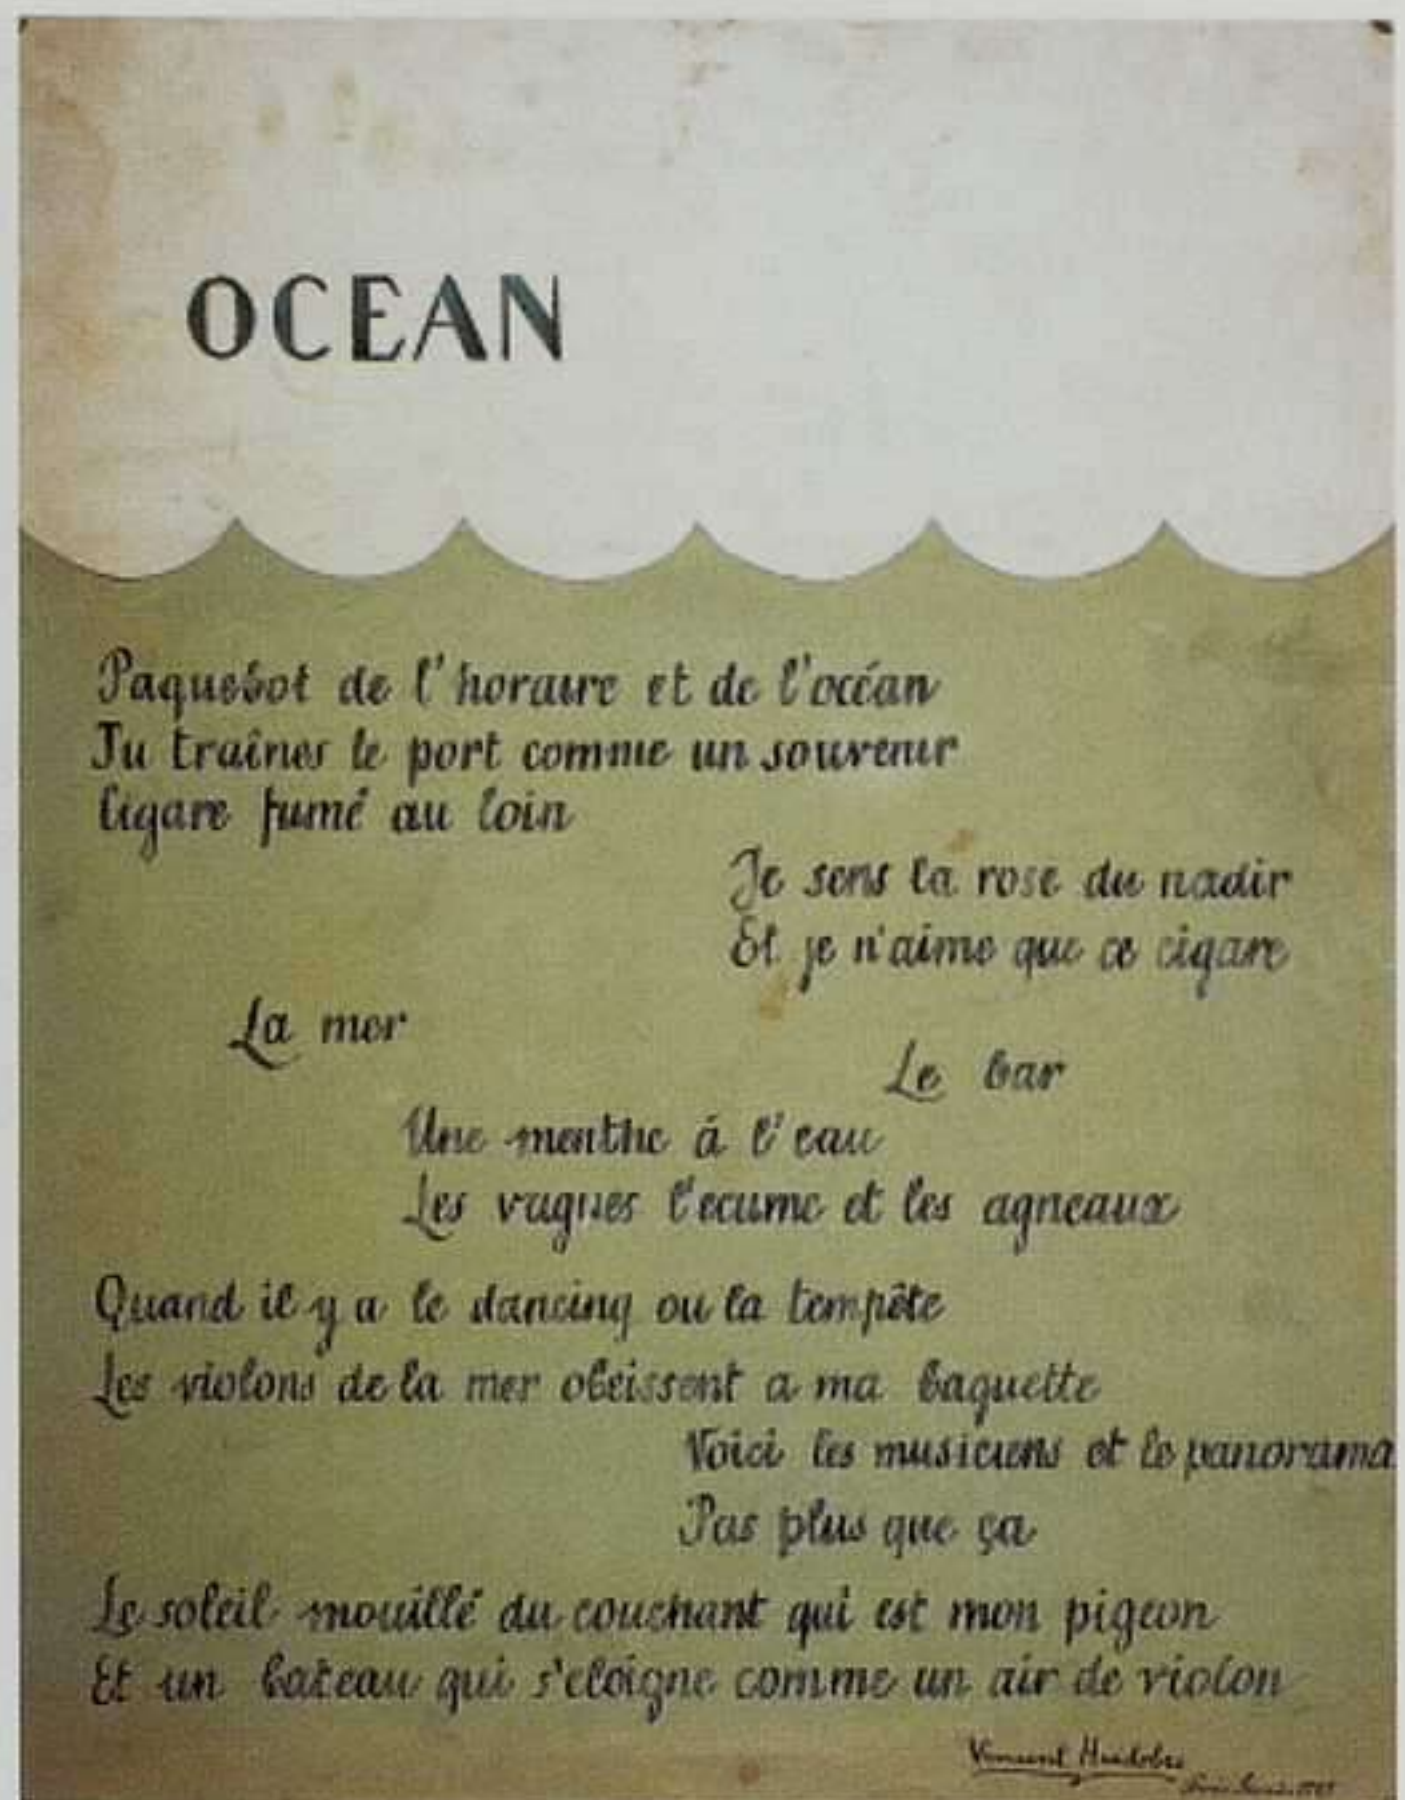 OCEAN
Paquebot de l'horaire et de l'océan
Tu traînes le port comme un souvenir
Cigare fumé au loin
Je sens la rose du nadir
Et je n'aime que ce cigare
La mer
Le bar
Une menthe á l'eau
Les vagues l'ecume et les agneaux
Quand il y a le dancing ou la tempête
Les violons de la mer obeissent a ma baguette
Voici les musiciens et le panorama
Pas plus que ça
Le soleil mouillé du couchant qui est mon pigeon
Et un bateau qui s'eloigne comme un air de violon
Vincent Huidobro